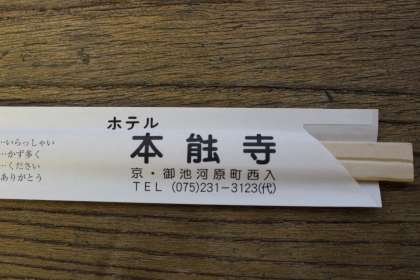 ホテル
本能寺
京・御池河原町西入
TEL (075)231-3123(代)
…いらっしゃい
…かず多く
…ください
ありがとう